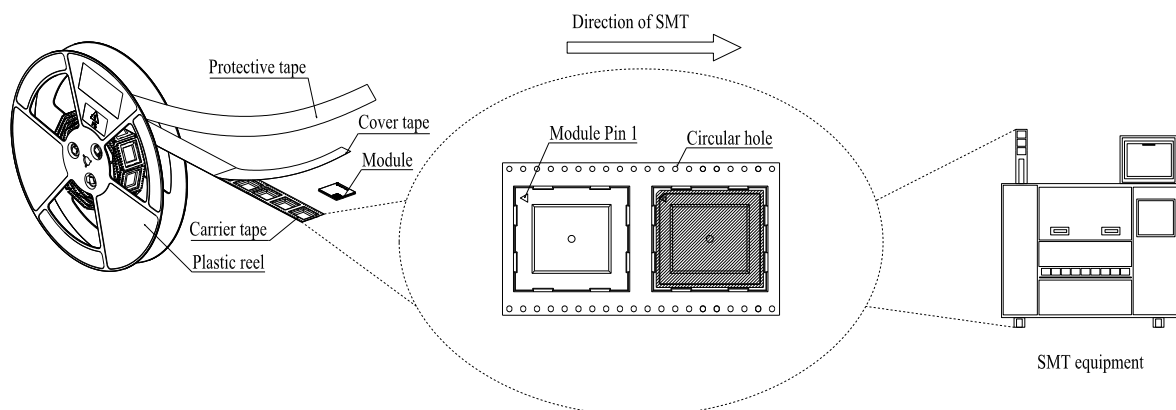 Direction of SMT
Protective tape
Cover tape
Module
Module Pin 1
Circular hole
Carrier tape
Plastic reel
SMT equipment